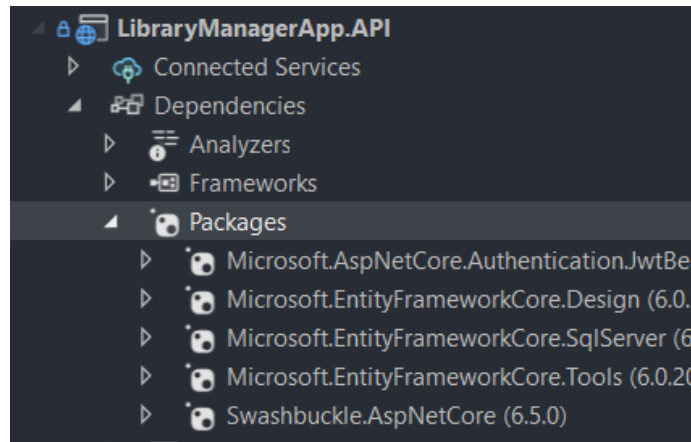 LibraryManagerApp.API
Connected Services
Dependencies
Analyzers
Frameworks
Packages
Microsoft.AspNetCore.Authentication.JwtBe
Microsoft.EntityFrameworkCore.Design (6.0.
Microsoft.EntityFrameworkCore.SqlServer (6
Microsoft.EntityFrameworkCore.Tools (6.0.20
Swashbuckle.AspNetCore (6.5.0)